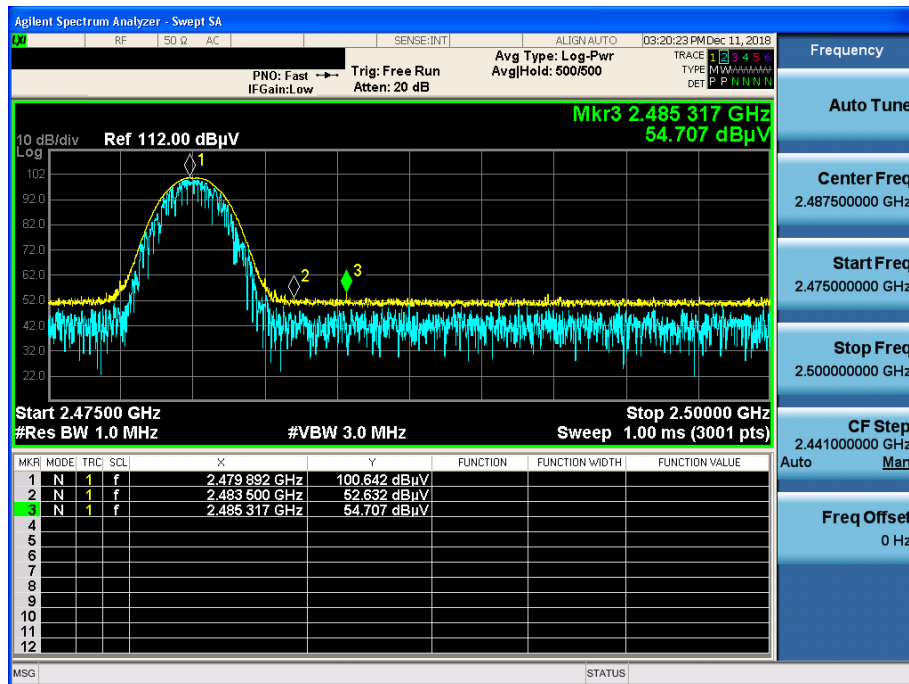 Agilent Spectrum Analyzer - Swept SA
LXI RF 50 Ω AC SENSE:INT ALIGN AUTO 03:20:23 PM Dec 11, 2018
Frequency
PNO: Fast Trig: Free Run Avg Type: Log-Pwr TRACE 1 2 3 4 5 6
IFGain:Low Atten: 20 dB Avg|Hold: 500/500 TYPE M
DET P P N N N N
Auto Tune
Mkr3 2.485 317 GHz
54.707 dBµV
10 dB/div Ref 112.00 dBµV
Log
102
92.0
82.0
72.0
62.0
52.0
42.0
32.0
22.0
1
2
3
Start 2.47500 GHz Stop 2.50000 GHz
#Res BW 1.0 MHz #VBW 3.0 MHz Sweep 1.00 ms (3001 pts)
MKR MODE TRC SCL X Y FUNCTION FUNCTION WIDTH FUNCTION VALUE
1 N 1 f 2.479 892 GHz 100.642 dBµV
2 N 1 f 2.483 500 GHz 52.632 dBµV
3 N 1 f 2.485 317 GHz 54.707 dBµV
4
5
6
7
8
9
10
11
12
Center Freq
2.487500000 GHz
Start Freq
2.475000000 GHz
Stop Freq
2.500000000 GHz
CF Step
2.441000000 GHz
Auto Man
Freq Offset
0 Hz
MSG STATUS